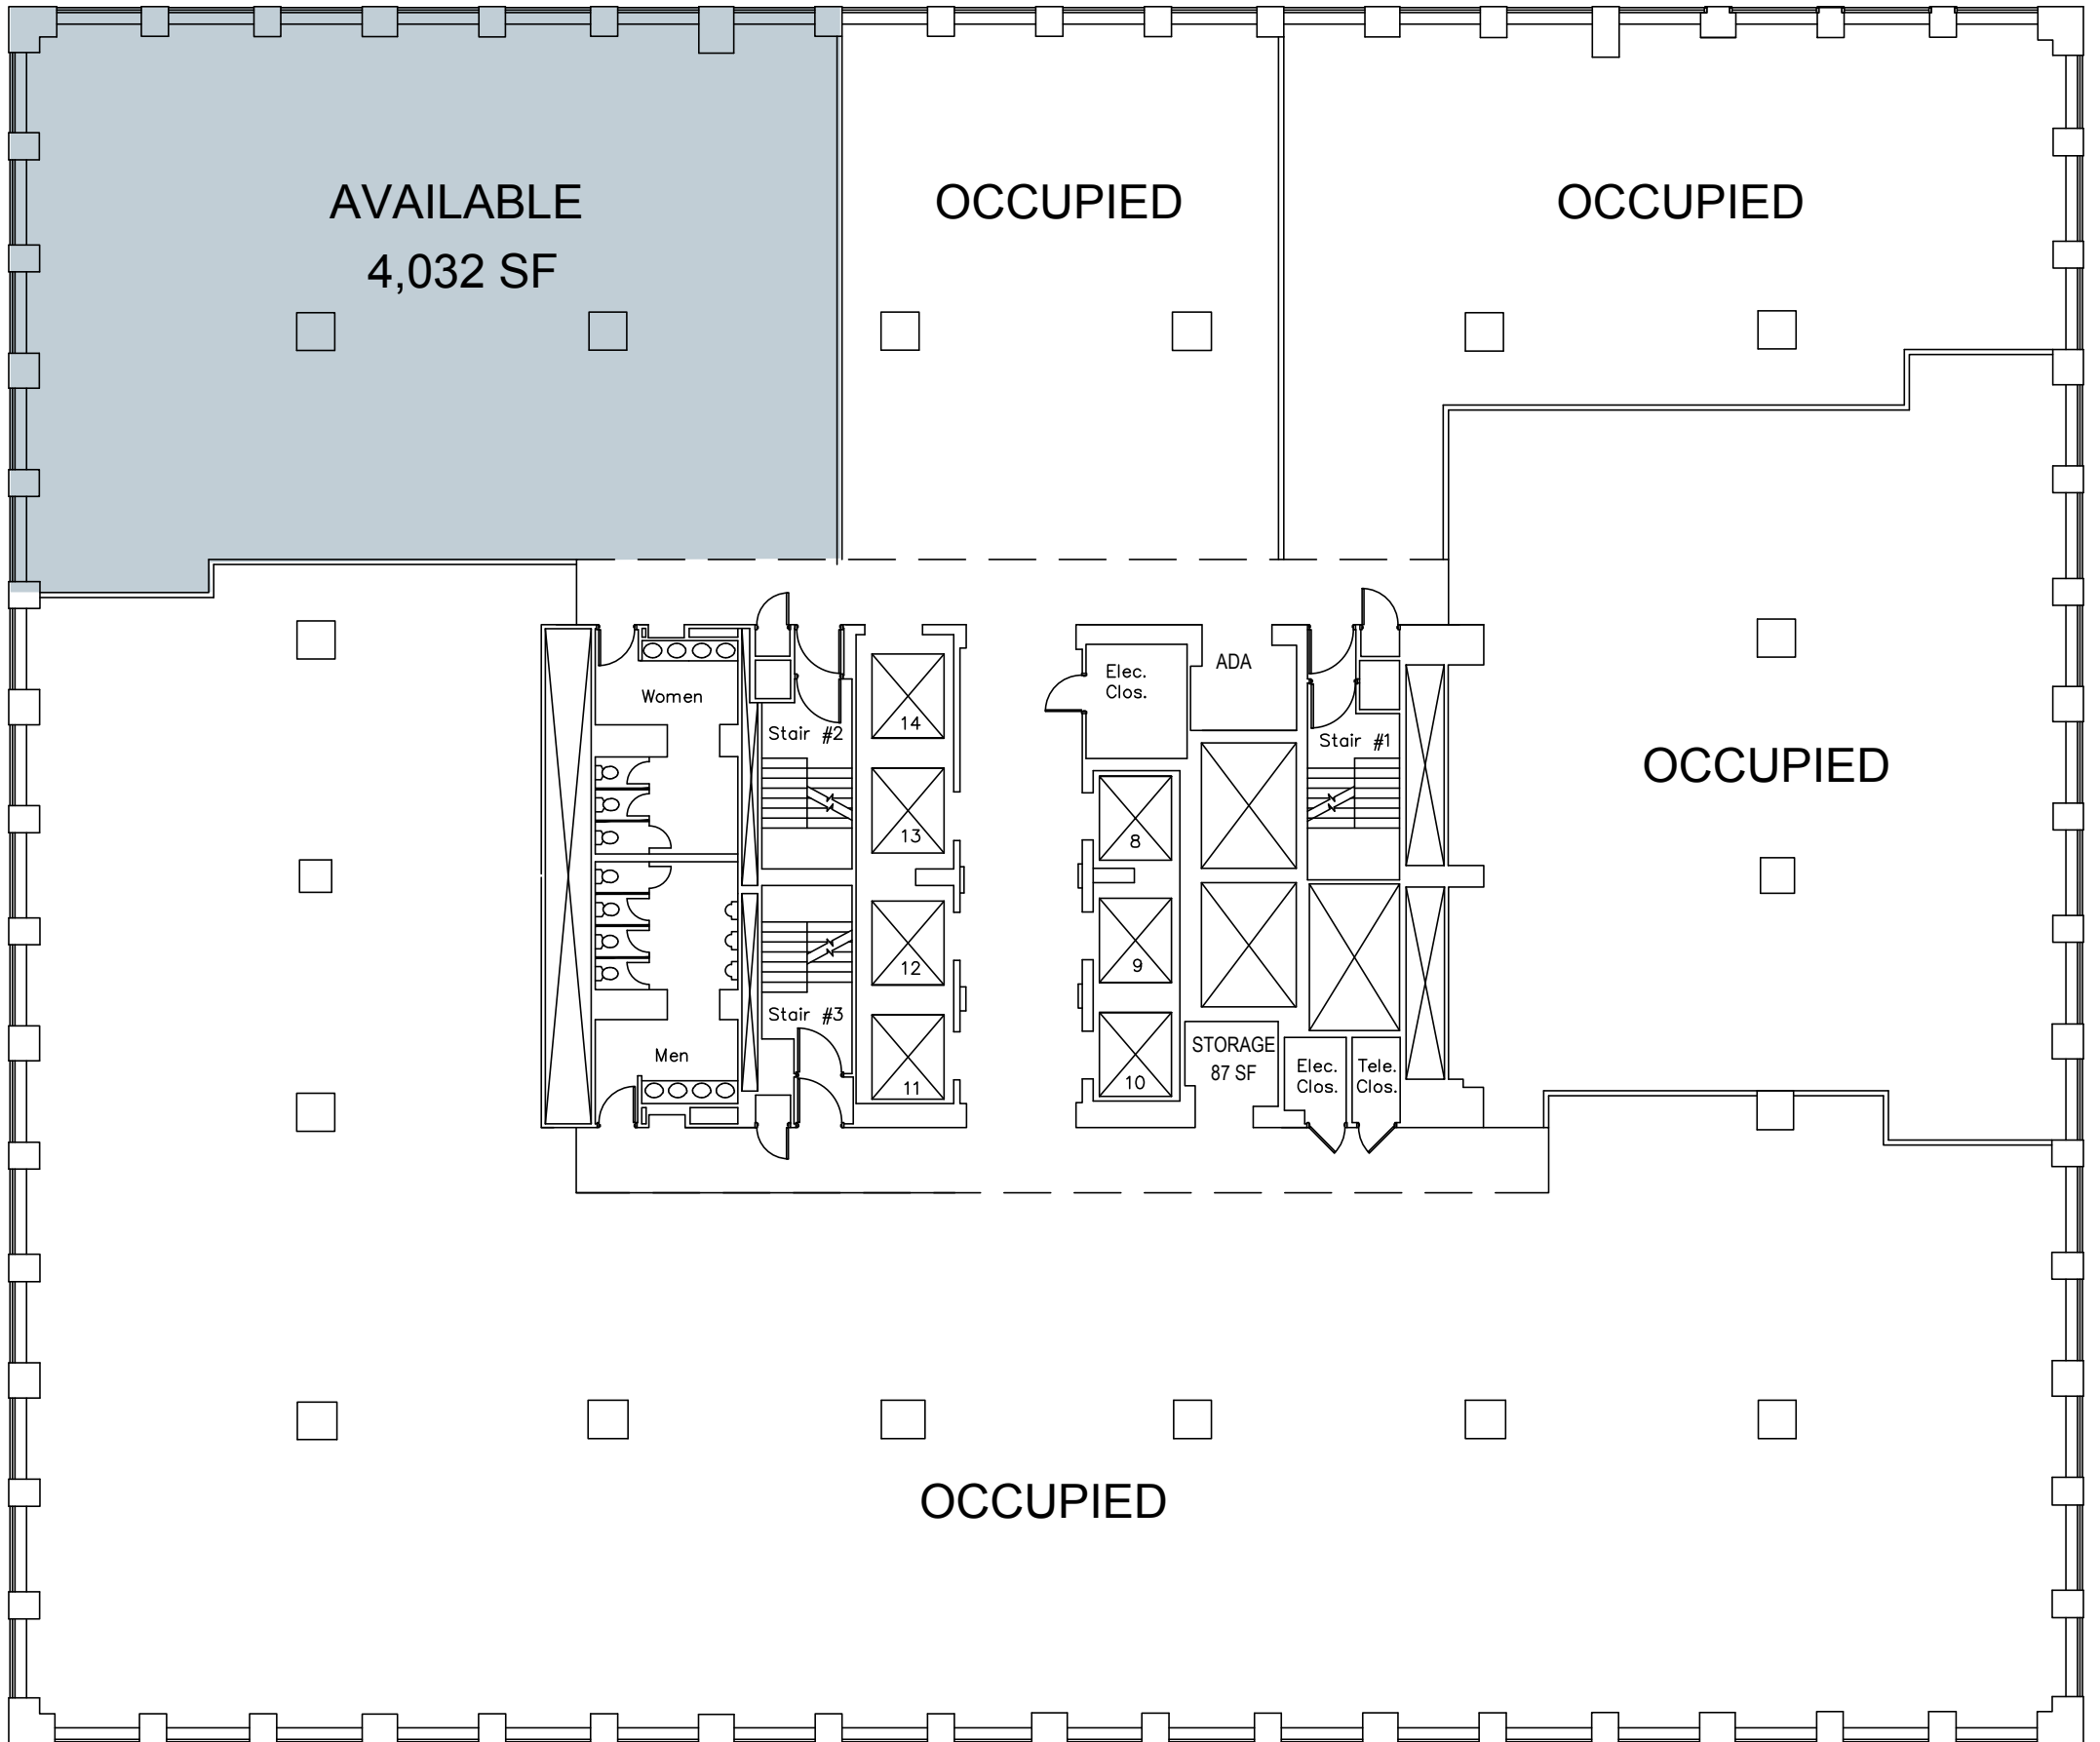 AVAILABLE
4,032 SF
OCCUPIED
OCCUPIED
Women
Stair #2
14
Elec.
Clos.
ADA
Stair #1
OCCUPIED
13
8
12
9
Stair #3
Men
11
10
STORAGE
87 SF
Elec.
Clos.
Tele.
Clos.
OCCUPIED